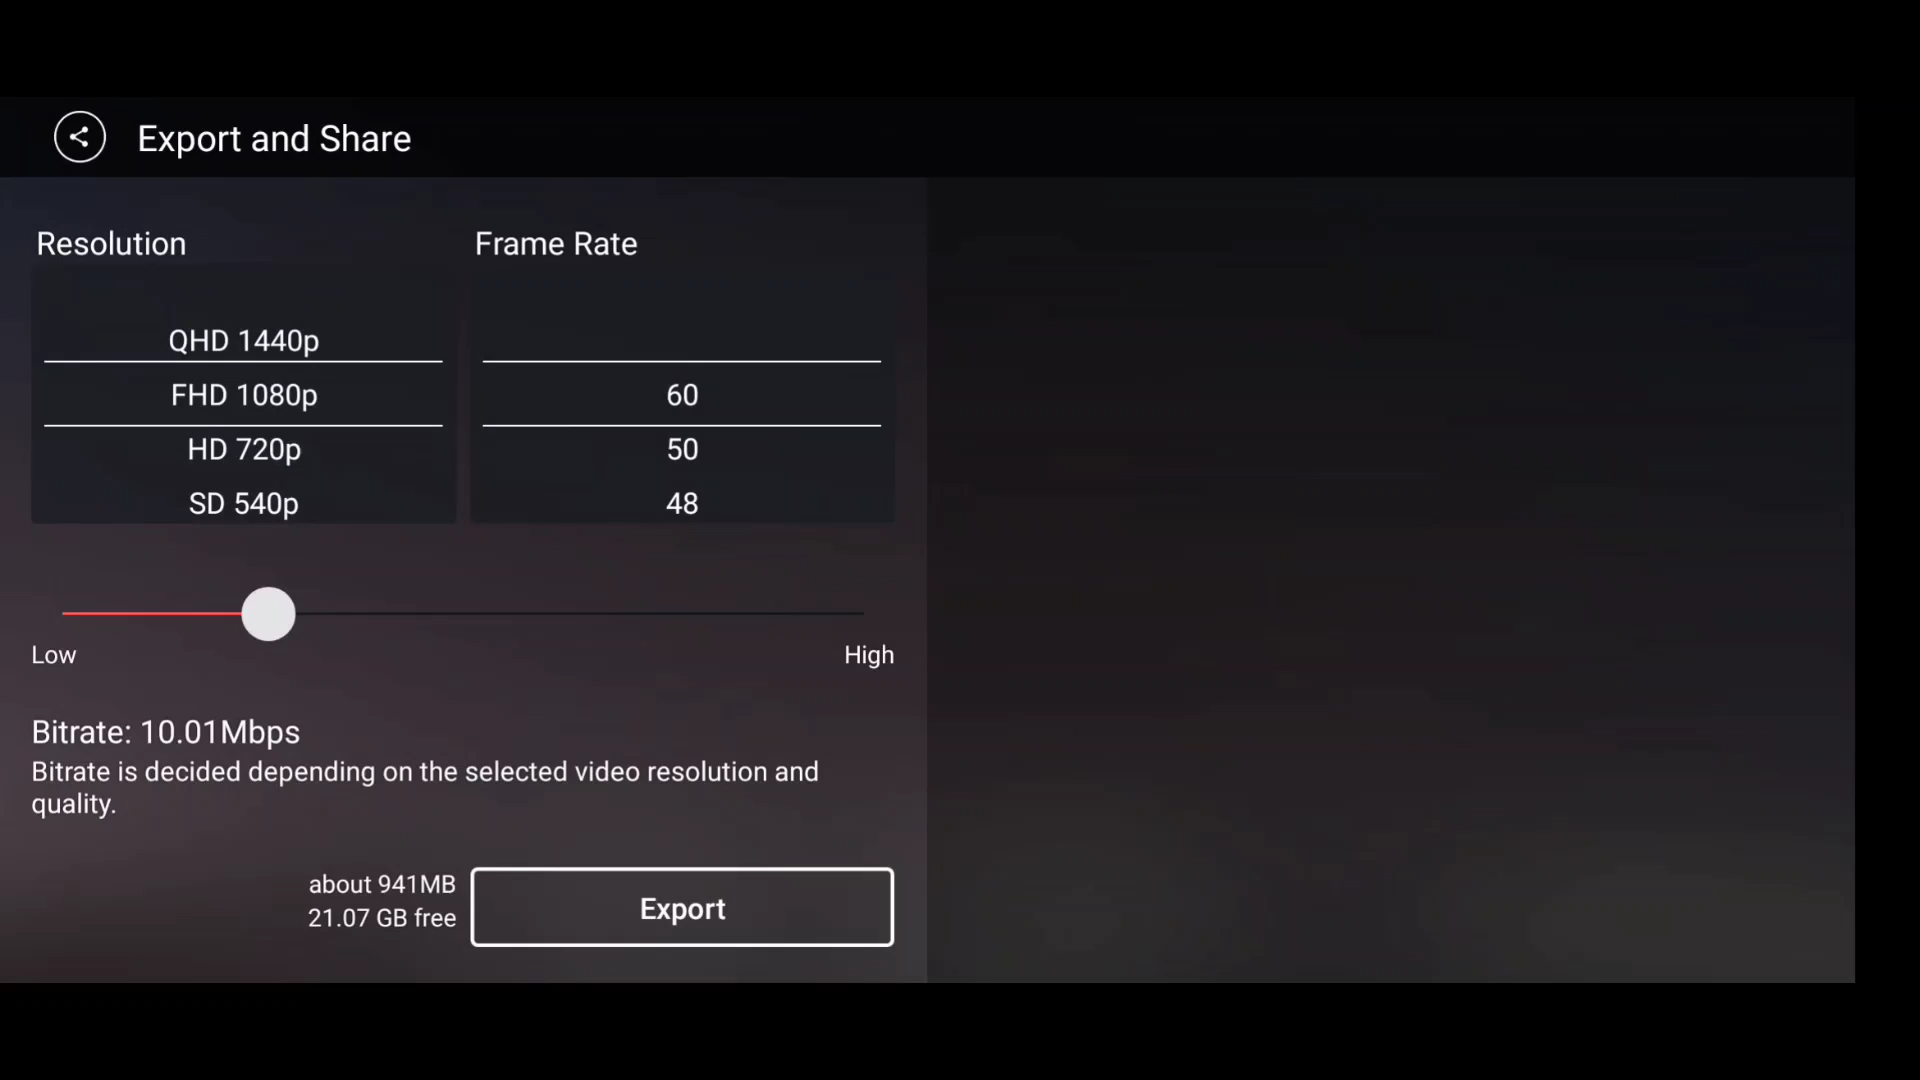 Export and Share
Resolution
Frame Rate
QHD 1440p
FHD 1080p
HD 720p
SD 540p
60
50
48
Low
High
Bitrate: 10.01Mbps
Bitrate is decided depending on the selected video resolution and
quality.
about 941MB
21.07 GB free
Export